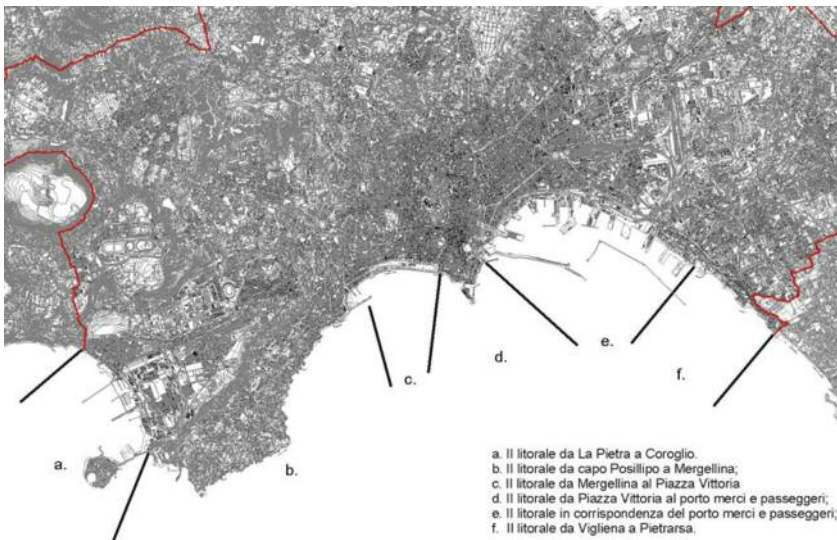 c.
e.
d.
f.
a.
b.
a. Il litorale da La Pietra a Coroglio.
b. Il litorale da capo Posillipo a Mergellina;
c. Il litorale da Mergellina al Piazza Vittoria
d. Il litorale da Piazza Vittoria al porto merci e passeggeri;
e. Il litorale in corrispondenza del porto merci e passeggeri;
f. Il litorale da Vigliena a Pietrarsa.